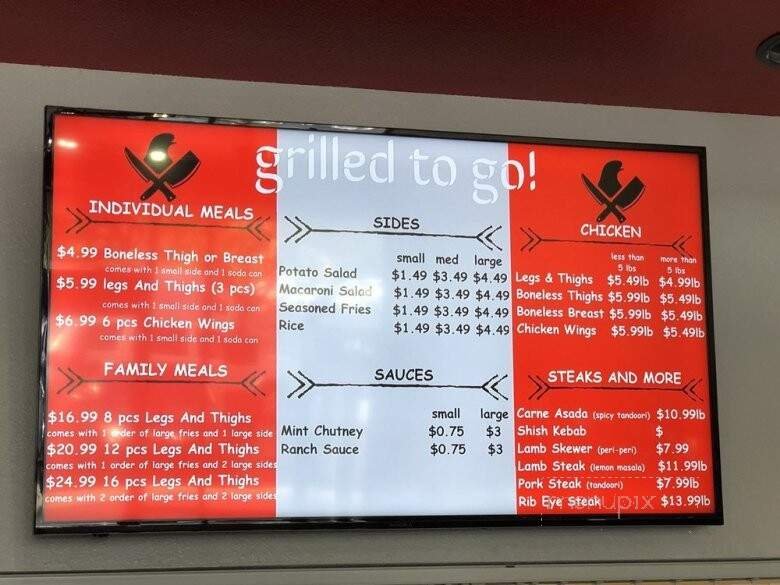 grilled to go!
INDIVIDUAL MEALS
$4.99 Boneless Thigh or Breast
comes with 1 small side and 1 soda can
$5.99 legs And Thighs (3 pcs)
comes with 1 small side and 1 soda can
$6.99 6 pcs Chicken Wings
comes with 1 small side and 1 soda can
FAMILY MEALS
$16.99 8 pcs Legs And Thighs
comes with 1 order of large fries and 1 large side
$20.99 12 pcs Legs And Thighs
comes with 1 order of large fries and 2 large sides
$24.99 16 pcs Legs And Thighs
comes with 2 order of large fries and 2 large sides
SIDES
small med large
Potato Salad $1.49 $3.49 $4.49
Macaroni Salad $1.49 $3.49 $4.49
Seasoned Fries $1.49 $3.49 $4.49
Rice $1.49 $3.49 $4.49
SAUCES
small large
Mint Chutney $0.75 $3
Ranch Sauce $0.75 $3
CHICKEN
less than more than
5 lbs 5 lbs
Legs & Thighs $5.49lb $4.99lb
Boneless Thighs $5.99lb $5.49lb
Boneless Breast $5.99lb $5.49lb
Chicken Wings $5.99lb $5.49lb
STEAKS AND MORE
Carne Asada (spicy tandoori) $10.99lb
Shish Kebab $
Lamb Skewer (peri-peri) $7.99
Lamb Steak (lemon masala) $11.99lb
Pork Steak (tandoori) $7.99lb
Rib Eye Steak $13.99lb
menupix